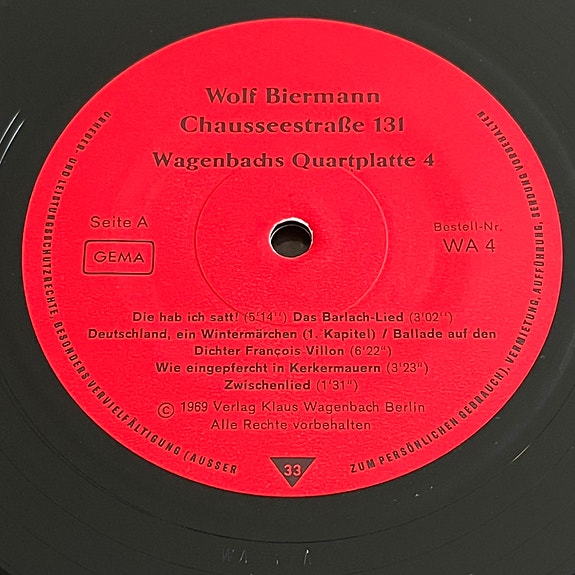 Wolf Biermann
Chausseestraße 131
Wagenbachs Quartplatte 4
Seite A
GEMA
Bestell-Nr.
WA 4
Die hab ich satt! (5'14'') Das Barlach-Lied (3'02'')
Deutschland, ein Wintermärchen (1. Kapitel) / Ballade auf den
Dichter François Villon (6'22'')
Wie eingepfercht in Kerkermauern (3'23'')
Zwischenlied (1'31'')
© 1969 Verlag Klaus Wagenbach Berlin
Alle Rechte vorbehalten
33
URHEBER- UND LEISTUNGSSCHUTZRECHTE, BESONDERS VERVIELFÄLTIGUNG (AUSSER
ZUM PERSÖNLICHEN GEBRAUCH), VERMIETUNG, AUFFÜHRUNG, SENDUNG VORBEHALTEN